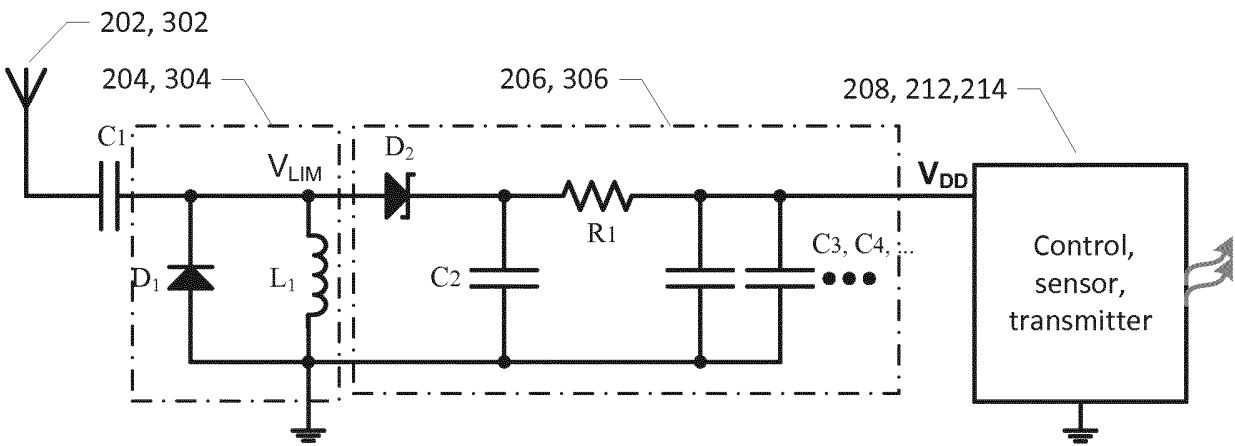 202, 302
204, 304
206, 306
208, 212,214
C1
VLIM
D2
VDD
R1
C3, C4, ...
D1
L1
C2
Control,
sensor,
transmitter